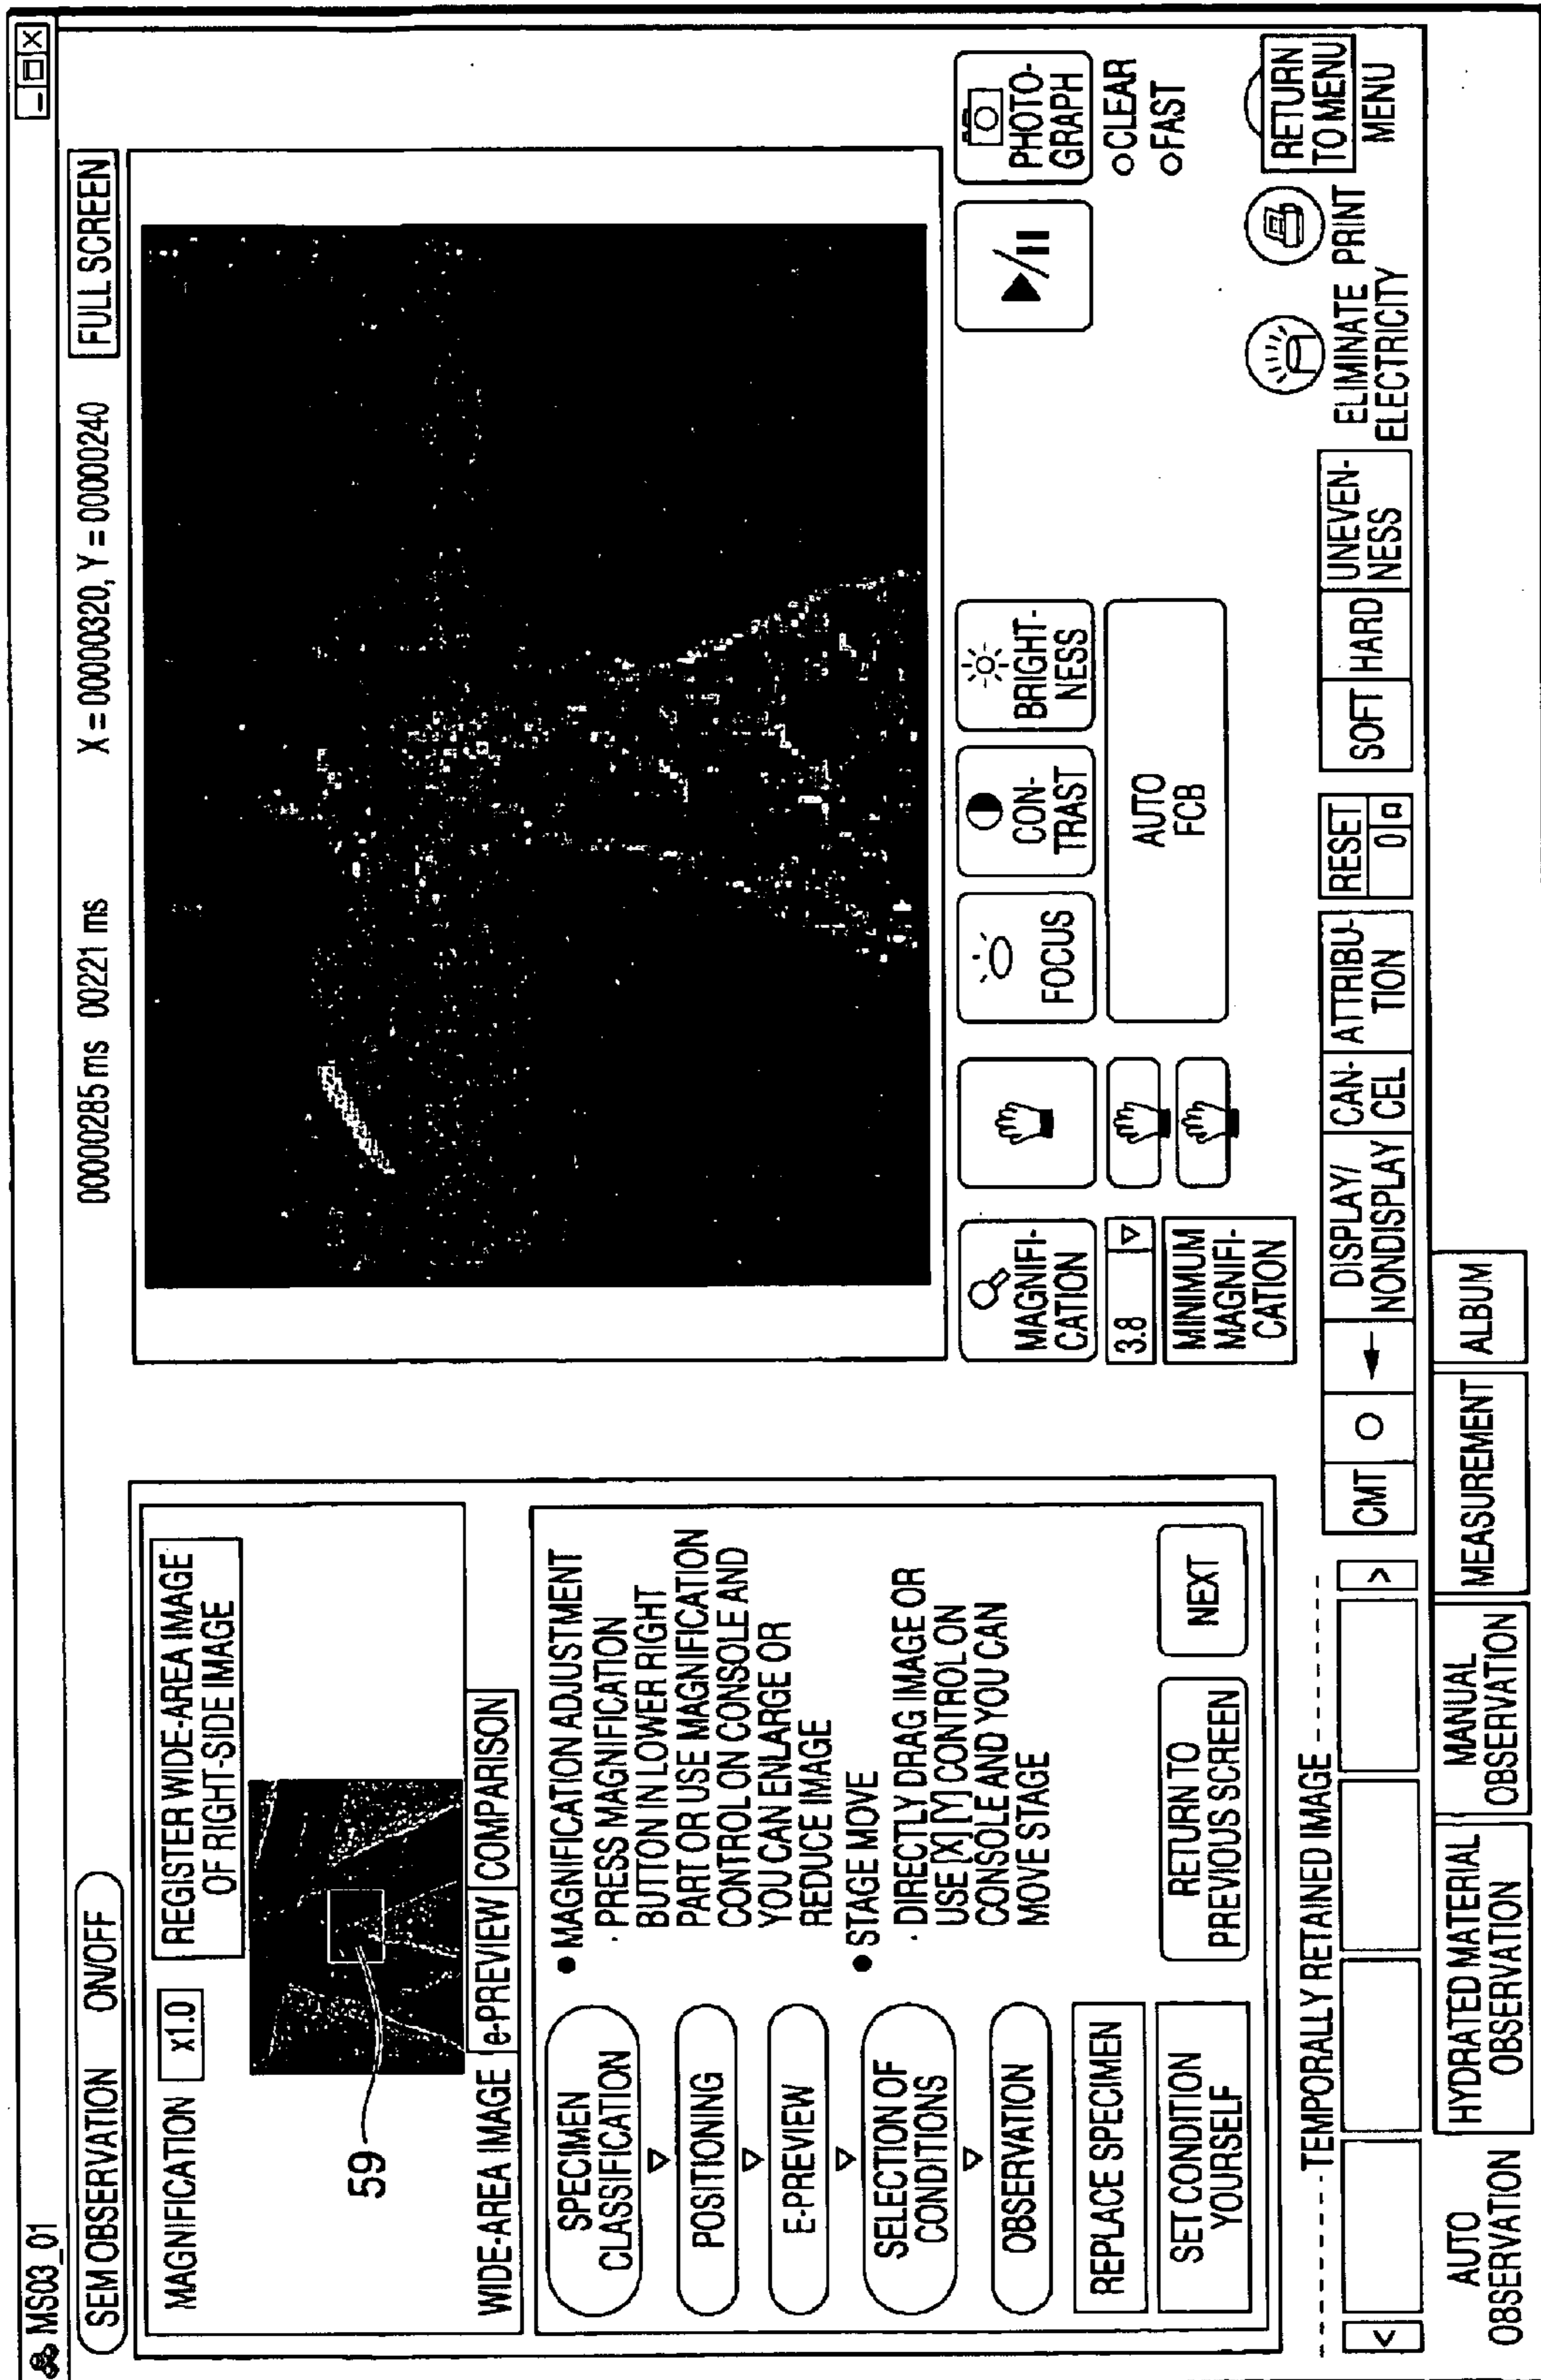 MS03_01
SEM OBSERVATION ON/OFF
00000285 ms 00221 ms X = 00000320, Y = 00000240 FULL SCREEN
MAGNIFICATION x1.0
REGISTER WIDE-AREA IMAGE
OF RIGHT-SIDE IMAGE
59
WIDE-AREA IMAGE e-PREVIEW COMPARISON
SPECIMEN
CLASSIFICATION
POSITIONING
E-PREVIEW
SELECTION OF
CONDITIONS
OBSERVATION
REPLACE SPECIMEN
SET CONDITION
YOURSELF
● MAGNIFICATION ADJUSTMENT
. PRESS MAGNIFICATION
BUTTON IN LOWER RIGHT
PART OR USE MAGNIFICATION
CONTROL ON CONSOLE AND
YOU CAN ENLARGE OR
REDUCE IMAGE
● STAGE MOVE
. DIRECTLY DRAG IMAGE OR
USE [X] [Y] CONTROL ON
CONSOLE AND YOU CAN
MOVE STAGE
RETURN TO
PREVIOUS SCREEN
NEXT
MAGNIFI-
CATION
3.8
MINIMUM
MAGNIFI-
CATION
FOCUS
CON-
TRAST
BRIGHT-
NESS
AUTO
FCB
PHOTO-
GRAPH
CLEAR
FAST
ELIMINATE
ELECTRICITY
PRINT
RETURN
TO MENU
MENU
TEMPORALLY RETAINED IMAGE
< >
CMT
DISPLAY/
NONDISPLAY
CAN-
CEL
ATTRIBU-
TION
RESET
0
SOFT HARD
UNEVEN-
NESS
AUTO
OBSERVATION
HYDRATED MATERIAL
OBSERVATION
MANUAL
OBSERVATION
MEASUREMENT
ALBUM